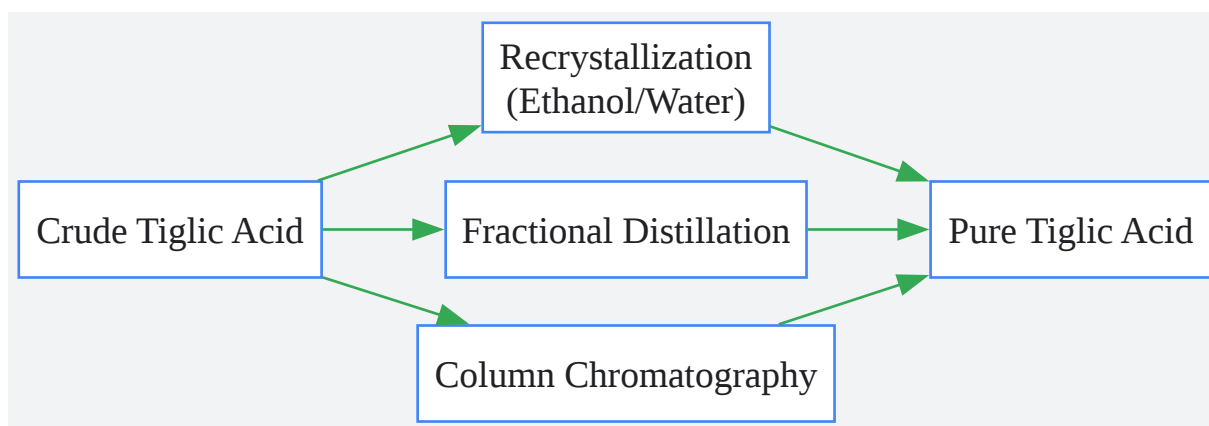 Recrystallization
(Ethanol/Water)
Crude Tiglic Acid
Fractional Distillation
Pure Tiglic Acid
Column Chromatography